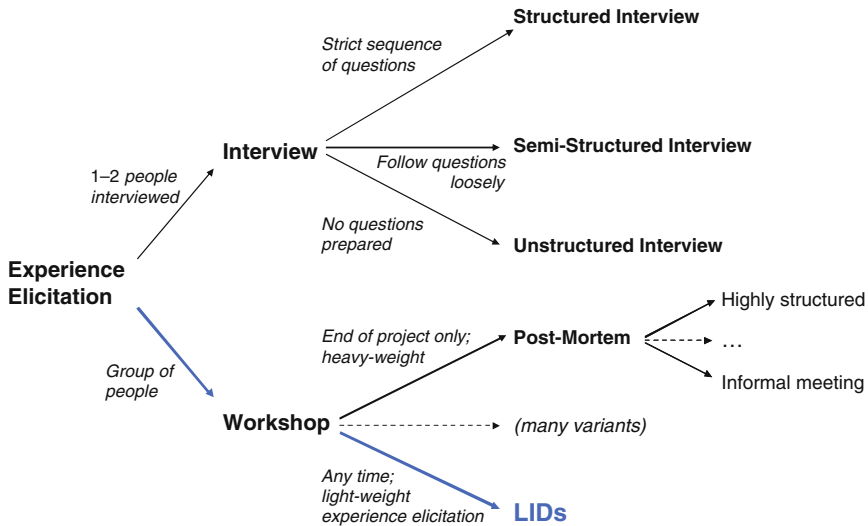 Structured Interview
Strict sequence
of questions
Interview
Semi-Structured Interview
Follow questions
loosely
1–2 people
interviewed
No questions
prepared
Unstructured Interview
Experience
Elicitation
Highly structured
End of project only;
heavy-weight
Post-Mortem
...
Group of
people
Informal meeting
Workshop
(many variants)
Any time;
light-weight
experience elicitation
LIDs